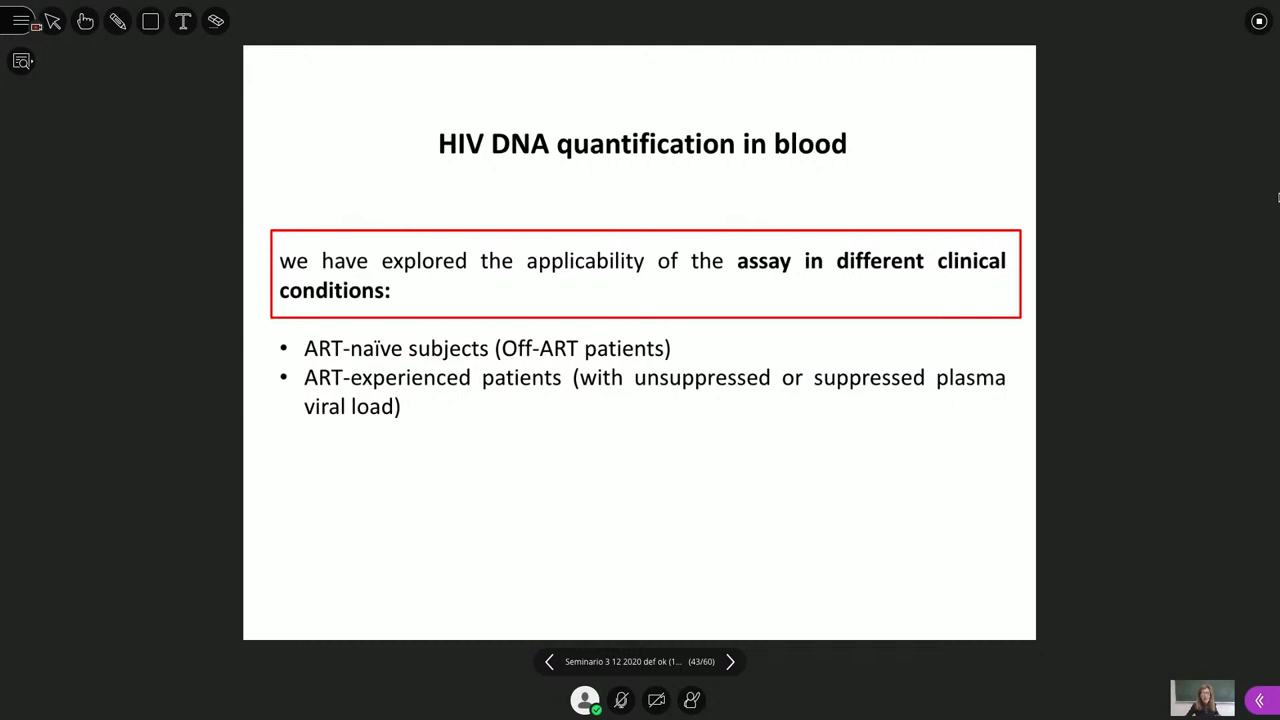 HIV DNA quantification in blood
we have explored the applicability of the assay in different clinical
conditions:
• ART-naïve subjects (Off-ART patients)
• ART-experienced patients (with unsuppressed or suppressed plasma
viral load)
Seminario 3 12 2020 def ok (1... (43/60)